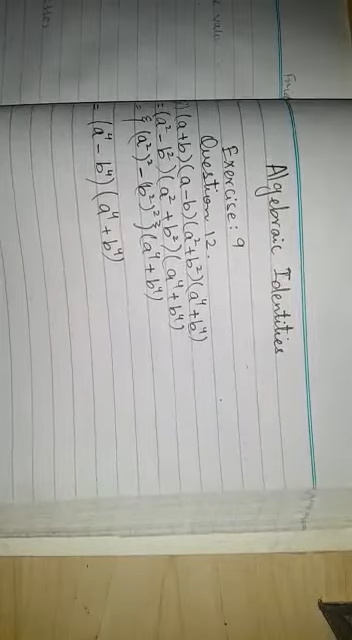 Algebraic Identities
Exercise: 9
Question 12.
(a+b)(a-b)(a²+b²)(a⁴+b⁴)
=(a²-b²)(a²+b²)(a⁴+b⁴)
={(a²)²-(b²)²}(a⁴+b⁴)
=(a⁴-b⁴)(a⁴+b⁴)